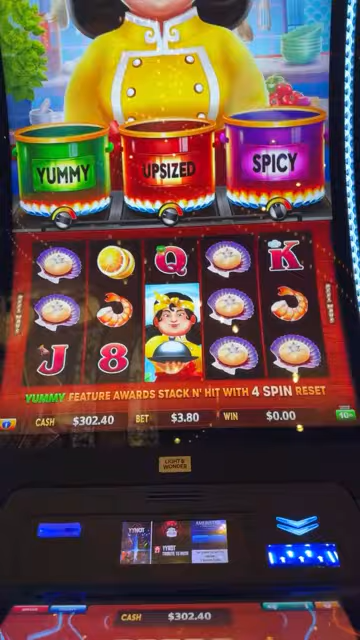 YUMMY
UPSIZED
SPICY
Q
K
J
8
YUMMY FEATURE AWARDS STACK N' HIT WITH 4 SPIN RESET
CASH $302.40 BET $3.80 WIN $0.00
LIGHT & WONDER
CASH $302.40